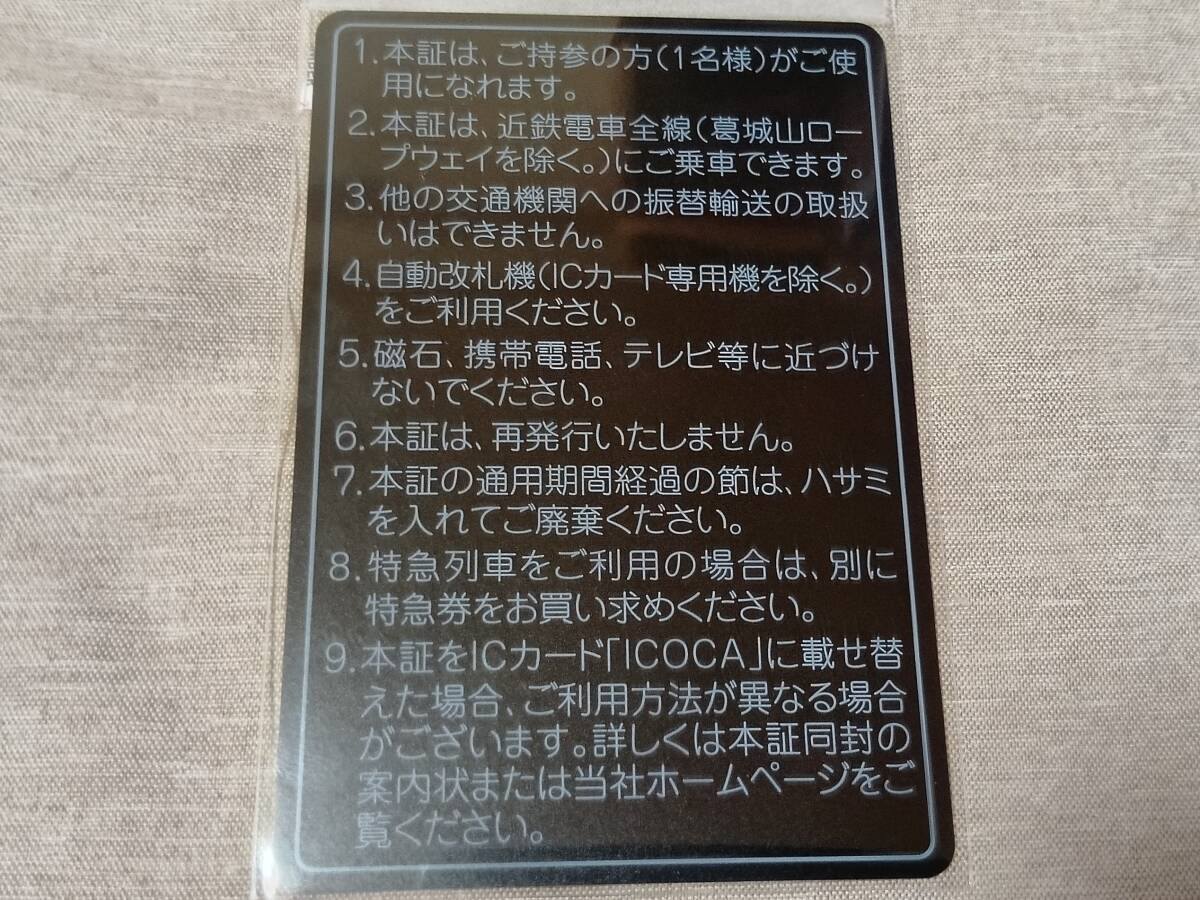 1.本証は、ご持参の方(1名様)がご使
用になれます。
2.本証は、近鉄電車全線(葛城山ロー
プウェイを除く。)にご乗車できます。
3.他の交通機関への振替輸送の取扱
いはできません。
4.自動改札機(ICカード専用機を除く。)
をご利用ください。
5.磁石、携帯電話、テレビ等に近づけ
ないでください。
6.本証は、再発行いたしません。
7.本証の通用期間経過の節は、ハサミ
を入れてご廃棄ください。
8.特急列車をご利用の場合は、別に
特急券をお買い求めください。
9.本証をICカード「ICOCA」に載せ替
えた場合、ご利用方法が異なる場合
がございます。詳しくは本証同封の
案内状または当社ホームページをご
覧ください。